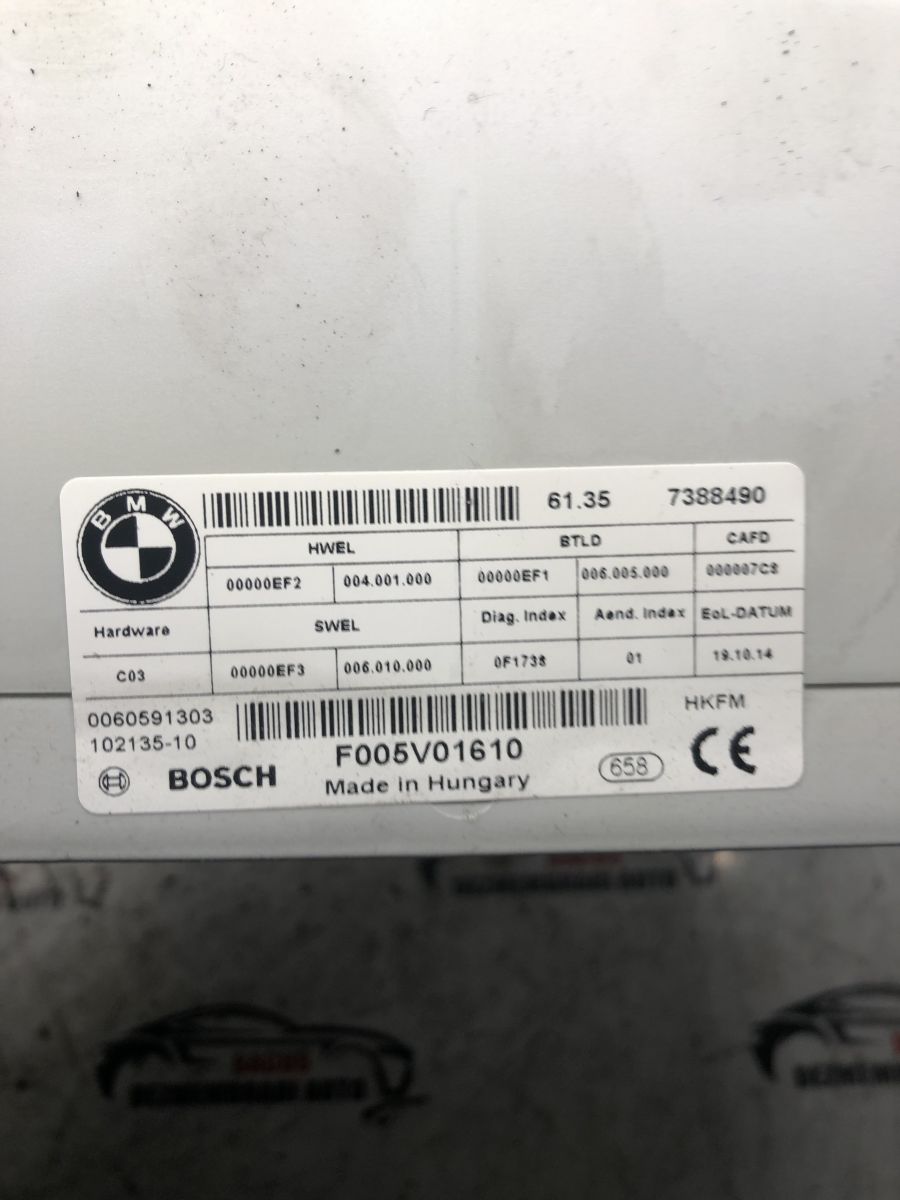 BMW
61.35 7388490
HWEL BTLD CAFD
00000EF2 004.001.000 00000EF1 006.005.000 000007C8
Hardware SWEL Diag. Index Aend. Index EoL-DATUM
C03 00000EF3 006.010.000 0F1738 01 19.10.14
0060591303 HKFM
102135-10 F005V01610
BOSCH Made in Hungary 658 CE